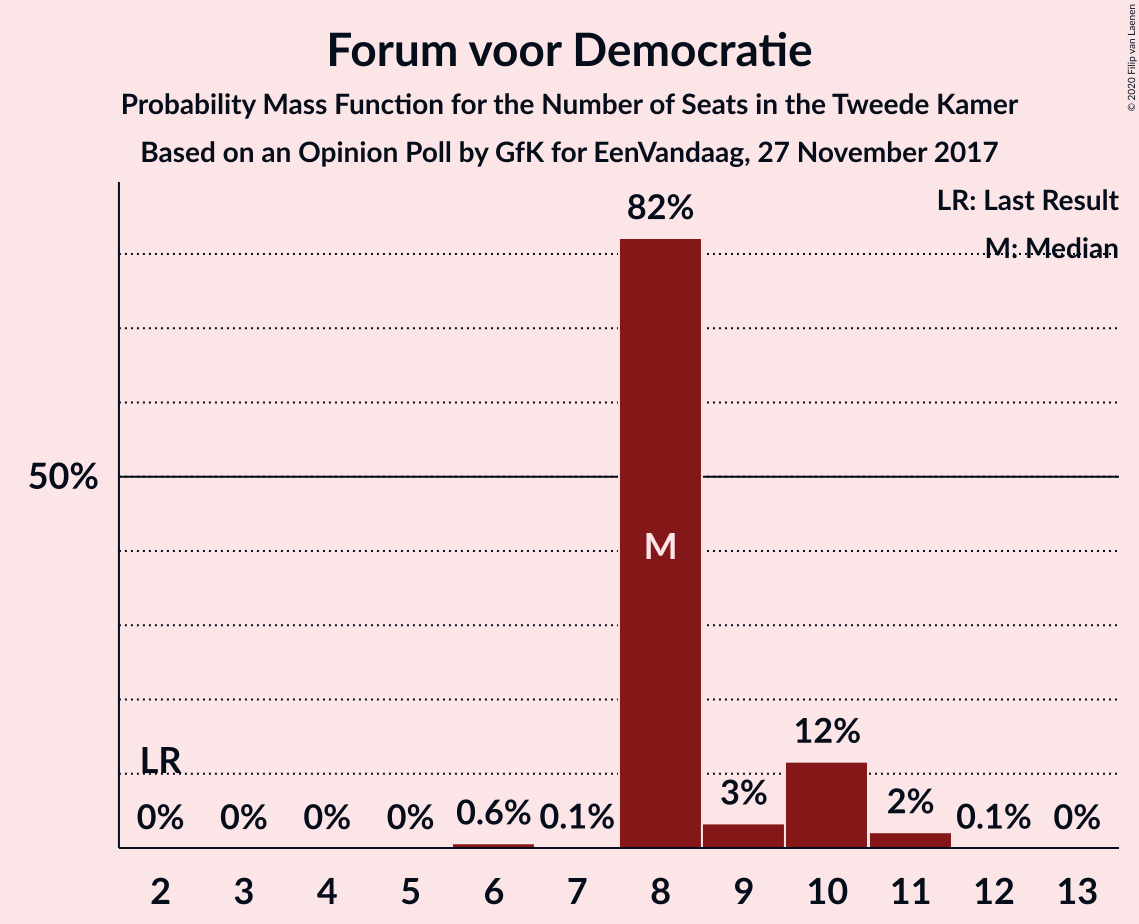 Forum voor Democratie
Probability Mass Function for the Number of Seats in the Tweede Kamer
Based on an Opinion Poll by GfK for EenVandaag, 27 November 2017
© 2020 Filip van Laenen
LR: Last Result
M: Median
82%
50%
M
LR
12%
0% 0% 0% 0% 0.6% 0.1% 3% 2% 0.1% 0%
2 3 4 5 6 7 8 9 10 11 12 13